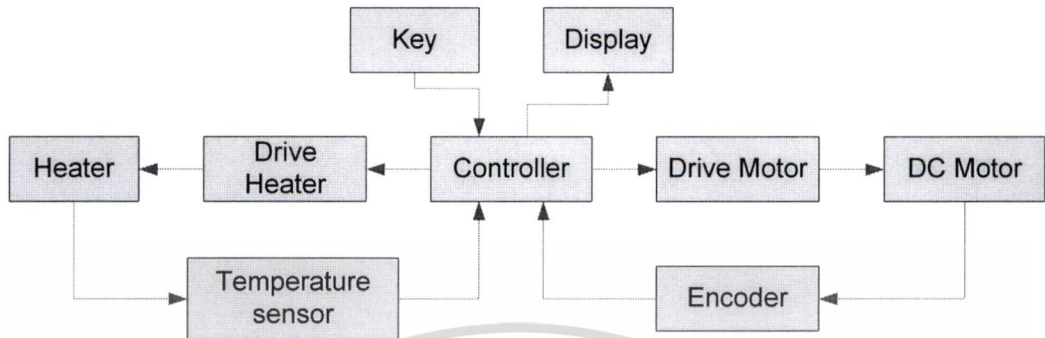 Key
Display
Heater
Drive
Heater
Controller
Drive Motor
DC Motor
Temperature
sensor
Encoder